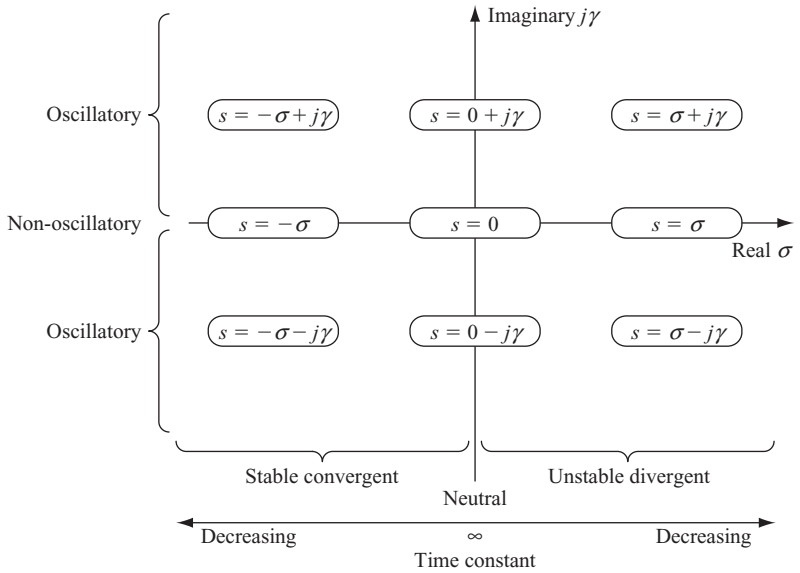 Imaginary jγ
Oscillatory
s = −σ + jγ
s = 0 + jγ
s = σ + jγ
Non-oscillatory
s = −σ
s = 0
s = σ
Real σ
Oscillatory
s = −σ − jγ
s = 0 − jγ
s = σ − jγ
Stable convergent
Unstable divergent
Neutral
Decreasing
∞
Decreasing
Time constant